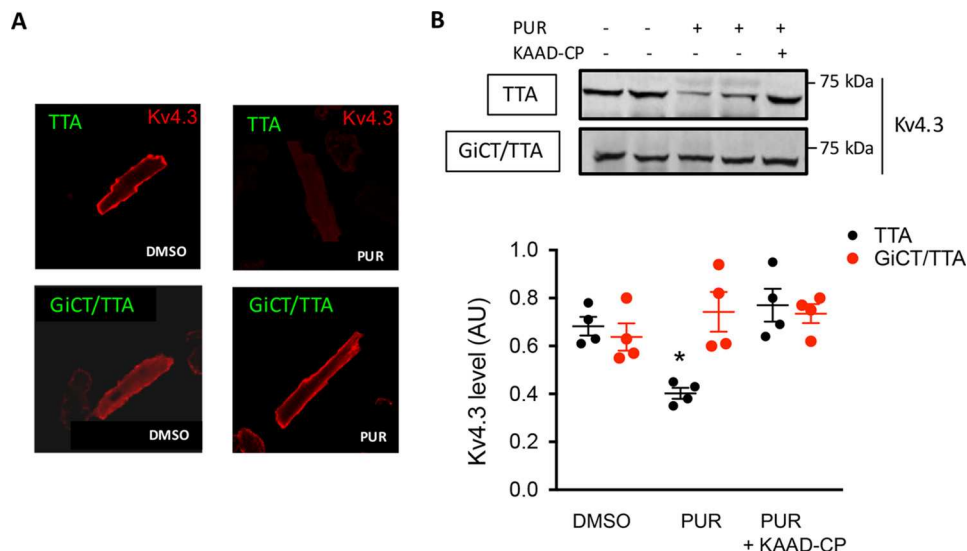 A
TTA Kv4.3
DMSO
TTA Kv4.3
PUR
GiCT/TTA
DMSO
GiCT/TTA
PUR
B
PUR - - + + +
KAAD-CP - - - - +
TTA
75 kDa
GiCT/TTA
75 kDa
Kv4.3
TTA
GiCT/TTA
Kv4.3 level (AU)
1.0
0.8
0.6
0.4
0.2
0.0
*
DMSO
PUR
PUR
+ KAAD-CP